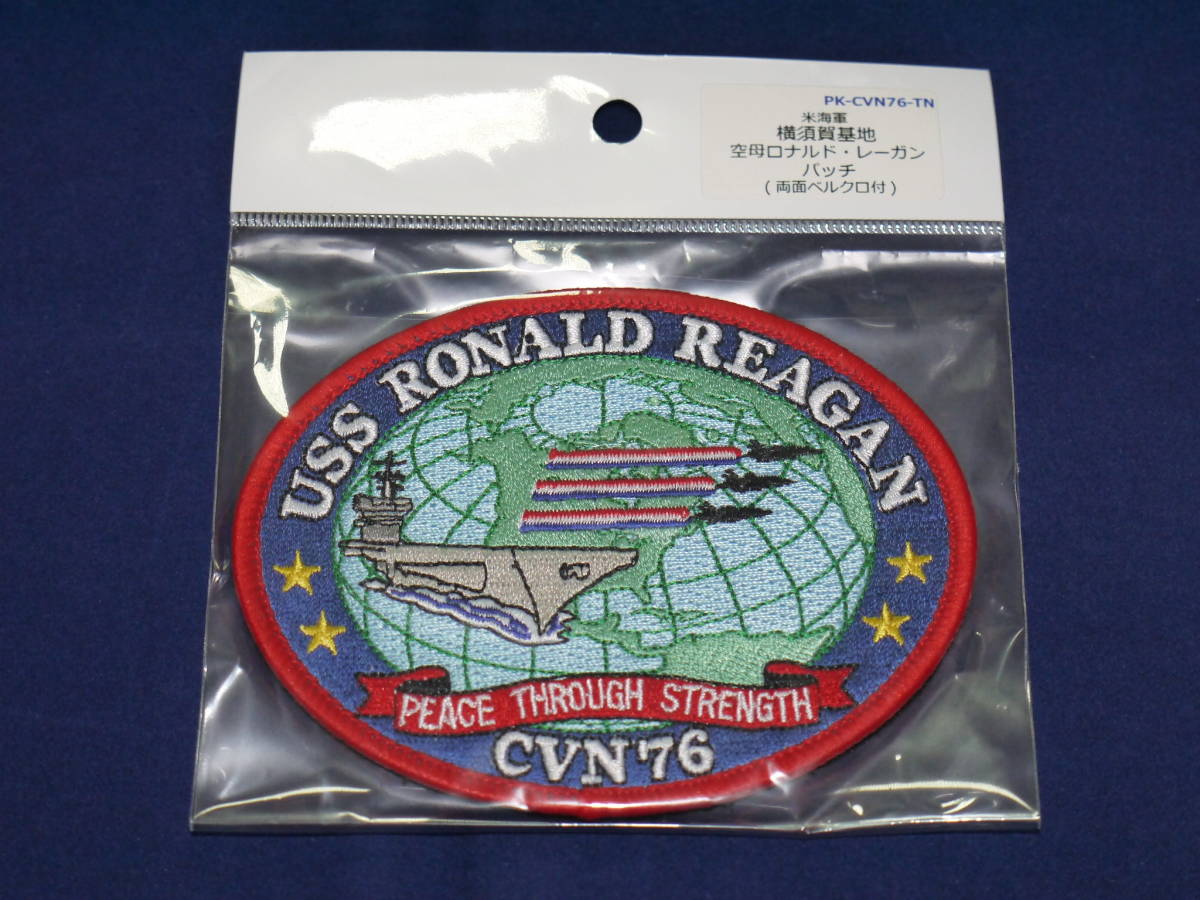 PK-CVN76-TN
米海軍
横須賀基地
空母ロナルド・レーガン
パッチ
(両面ベルクロ付)
USS RONALD REAGAN
PEACE THROUGH STRENGTH
CVN'76